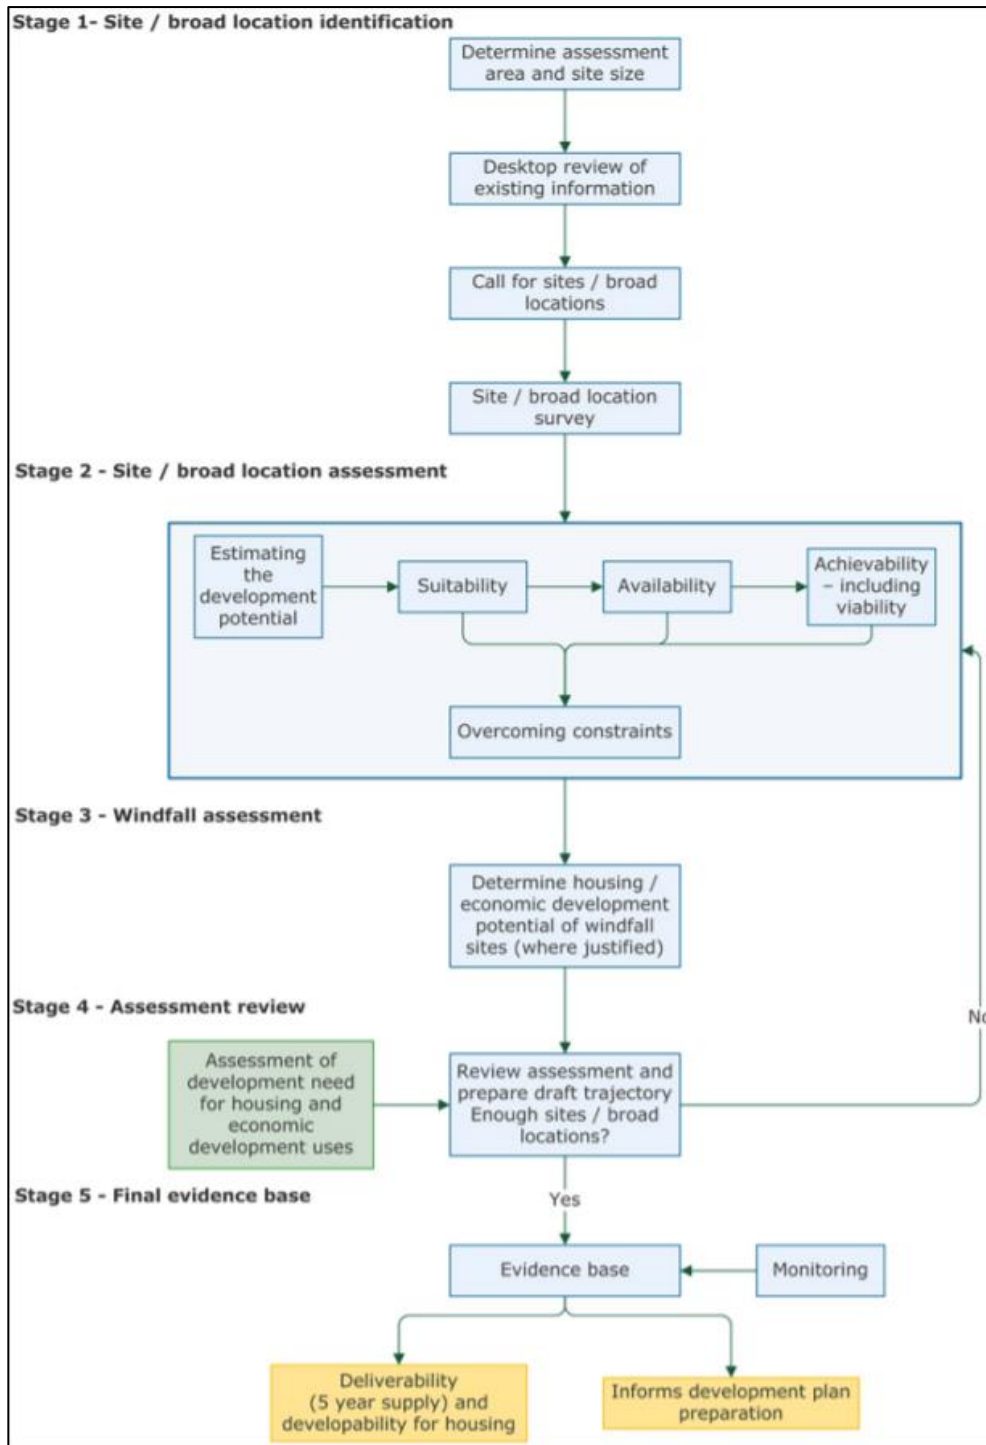 Stage 1- Site / broad location identification
Determine assessment
area and site size
Desktop review of
existing information
Call for sites / broad
locations
Site / broad location
survey
Stage 2 - Site / broad location assessment
Estimating
the
development
potential
Suitability
Availability
Achievability
– including
viability
Overcoming constraints
Stage 3 - Windfall assessment
Determine housing /
economic development
potential of windfall
sites (where justified)
Stage 4 - Assessment review
No
Assessment of
development need
for housing and
economic
development uses
Review assessment and
prepare draft trajectory
Enough sites / broad
locations?
Stage 5 - Final evidence base
Yes
Evidence base
Monitoring
Deliverability
(5 year supply) and
developability for housing
Informs development plan
preparation